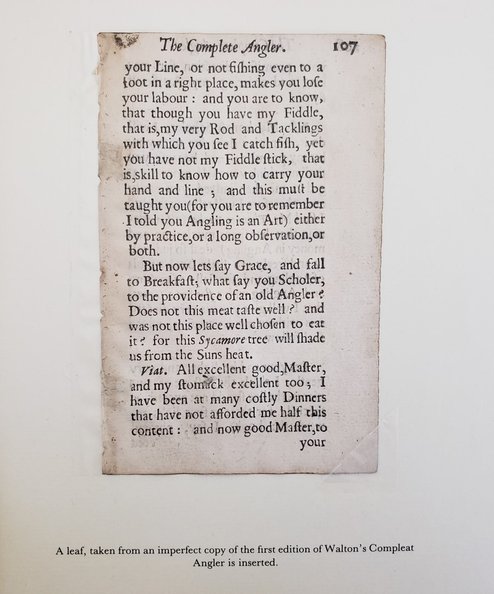 The Complete Angler. 107
your Line, or not fiſhing even to a
foot in a right place, makes you loſe
your labour : and you are to know,
that though you have my Fiddle,
that is,my very Rod and Tacklings
with which you ſee I catch fiſh, yet
you have not my Fiddle ſtick, that
is,skill to know how to carry your
hand and line ; and this muſt be
taught you(for you are to remember
I told you Angling is an Art) either
by practice,or a long obſervation,or
both.
But now lets ſay Grace, and fall
to Breakfaſt; what ſay you Scholer,
to the providence of an old Angler ?
Does not this meat taſte well ? and
was not this place well choſen to eat
it ? for this Sycamore tree will ſhade
us from the Suns heat.
Viat. All excellent good,Maſter,
and my ſtomack excellent too; I
have been at many coſtly Dinners
that have not afforded me half this
content : and now good Maſter,to
your
A leaf, taken from an imperfect copy of the first edition of Walton's Compleat
Angler is inserted.